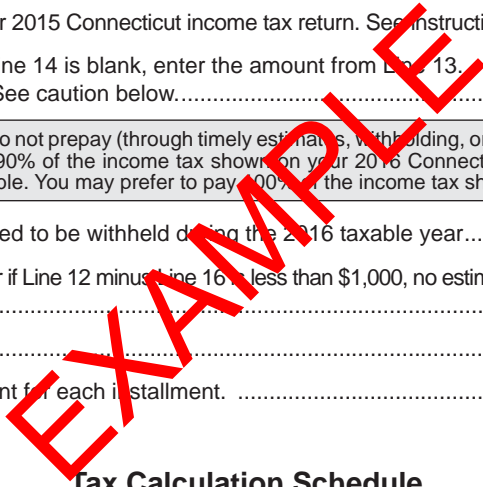 r 2015 Connecticut income tax return. See instructi
ne 14 is blank, enter the amount from Line 13.
See caution below.
o not prepay (through timely estimates, withholding, o
90% of the income tax shown on your 2016 Connect
ole. You may prefer to pay 100% of the income tax sh
ed to be withheld during the 2016 taxable year...
r if Line 12 minus Line 16 is less than $1,000, no estim
nt for each installment.
Tax Calculation Schedule
EXAMPLE